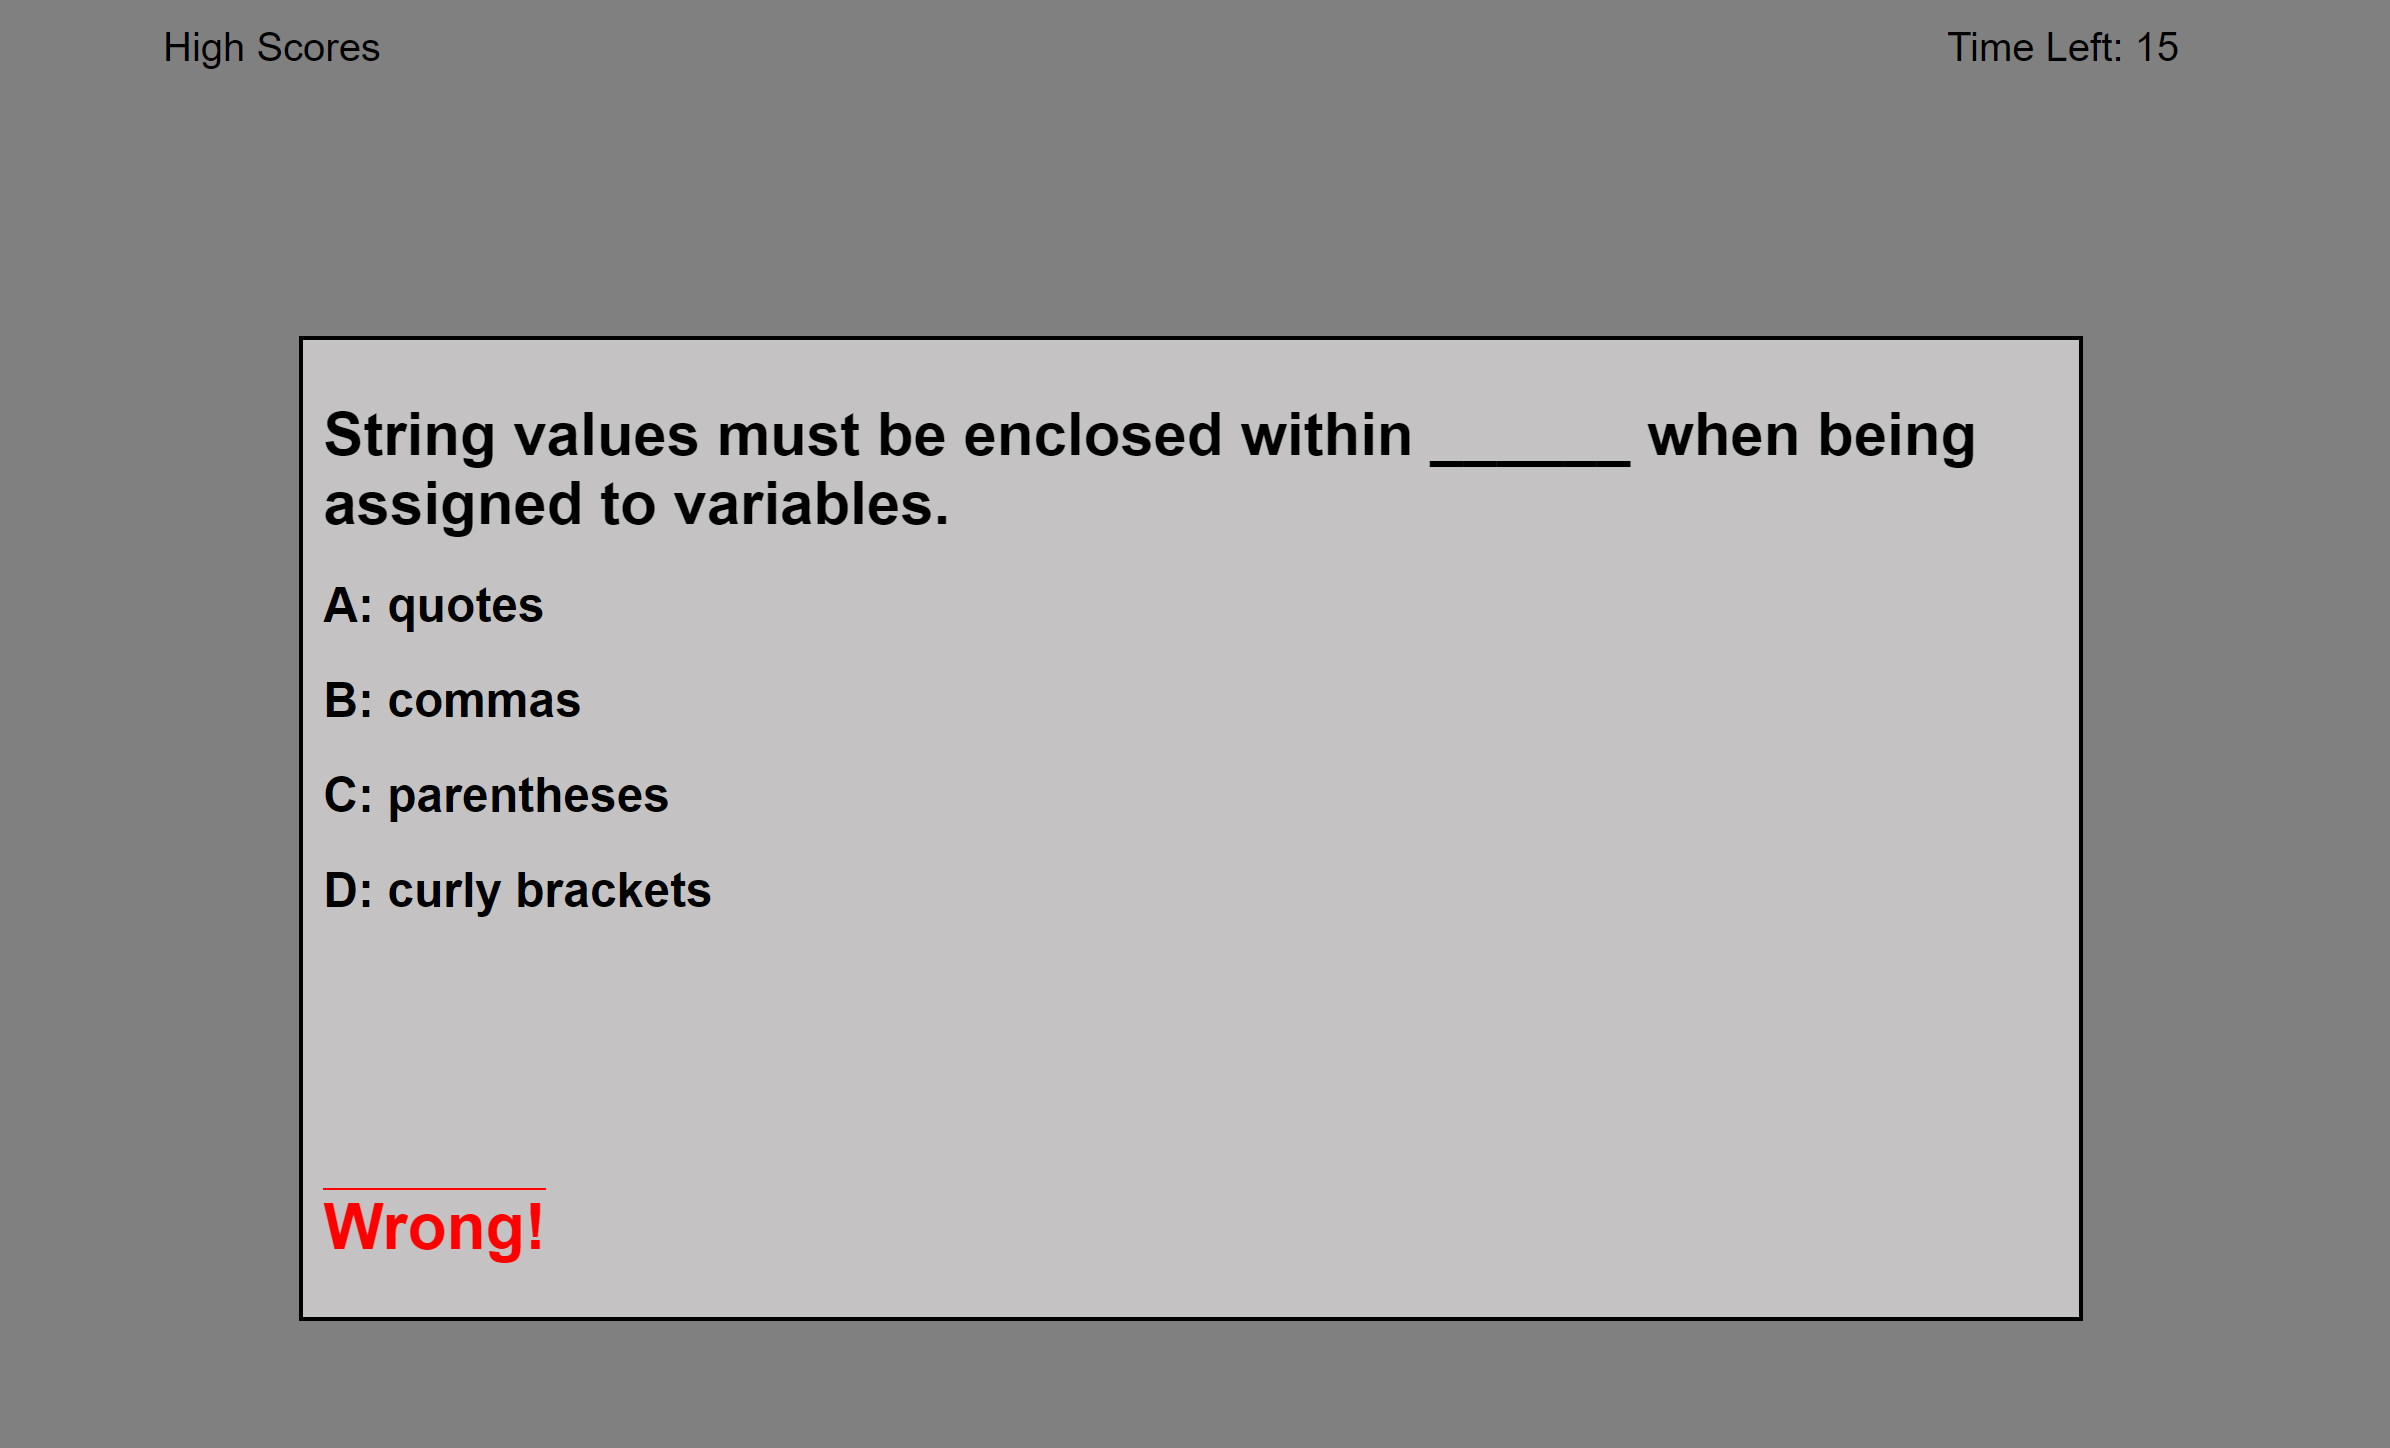 High Scores
Time Left: 15
String values must be enclosed within ______ when being
assigned to variables.
A: quotes
B: commas
C: parentheses
D: curly brackets
Wrong!